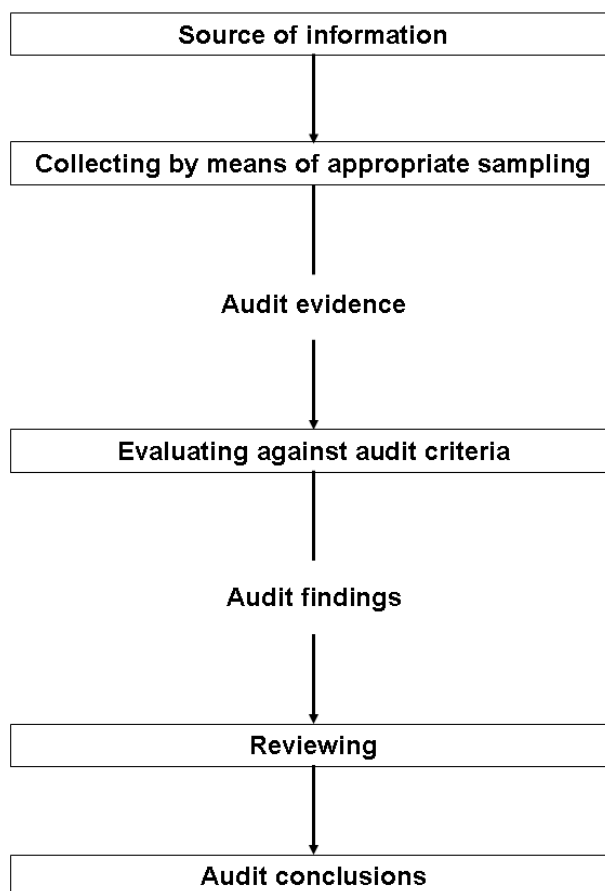 Source of information
Collecting by means of appropriate sampling
Audit evidence
Evaluating against audit criteria
Audit findings
Reviewing
Audit conclusions